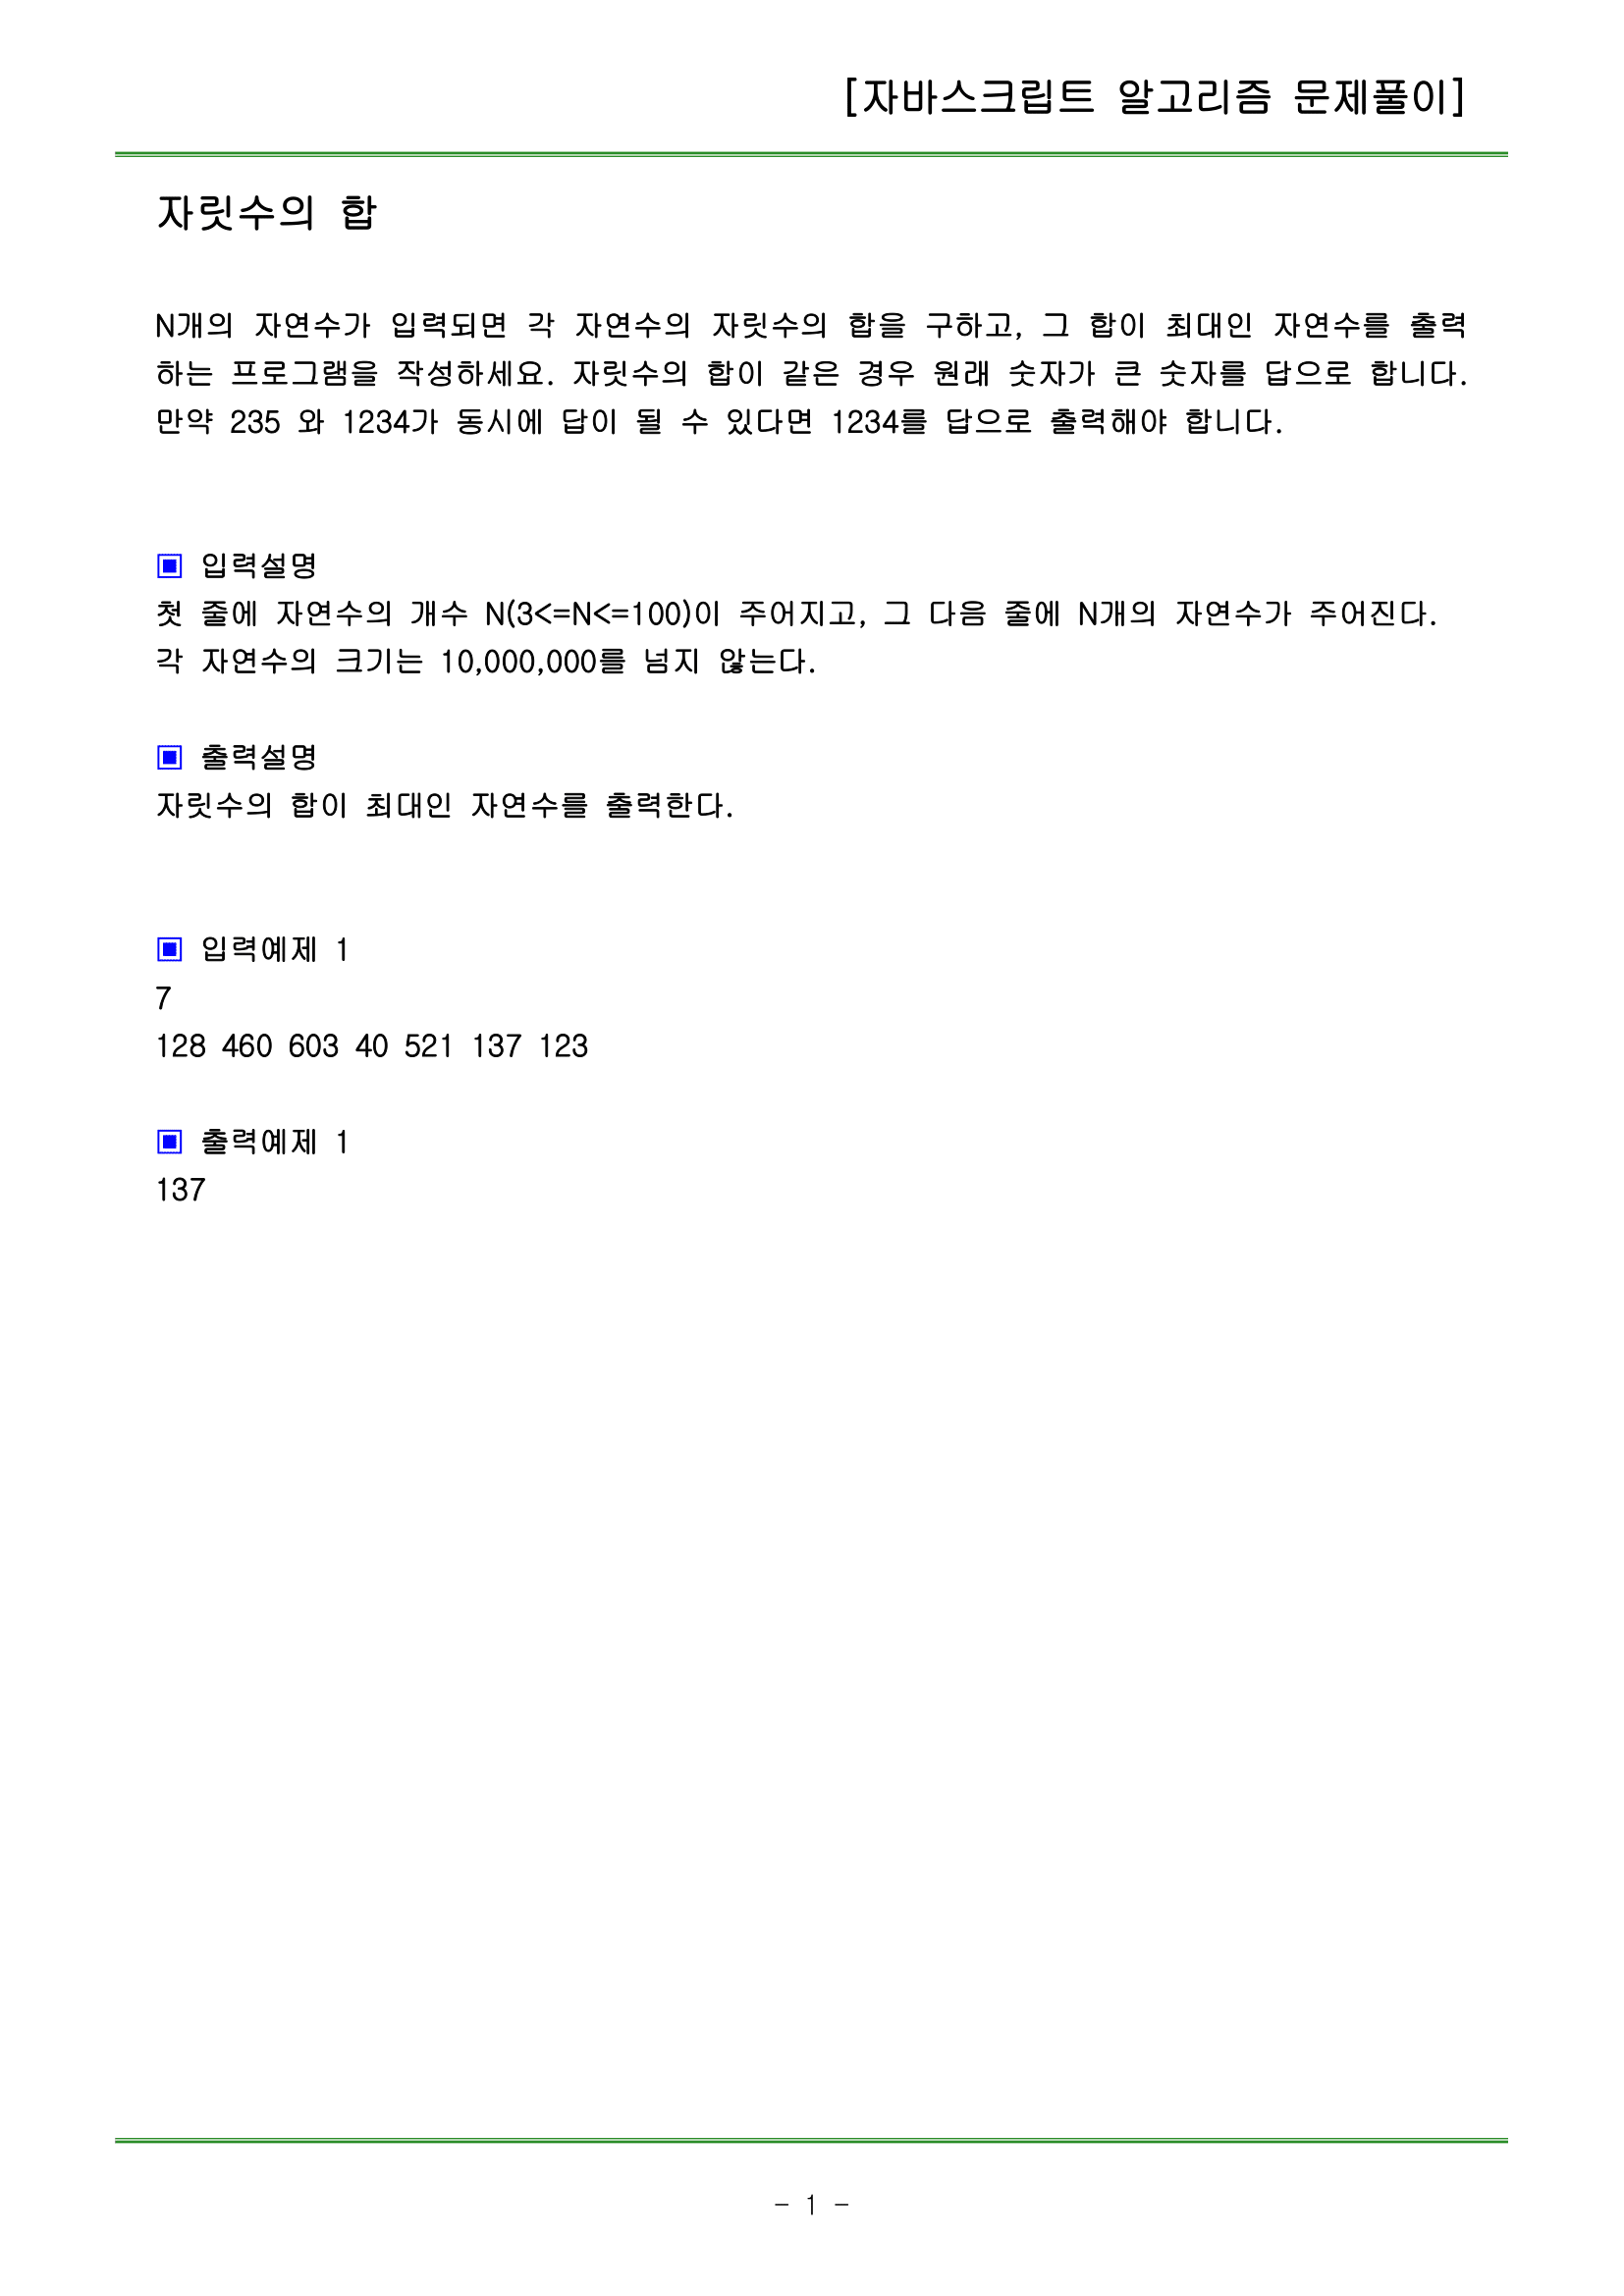 [자바스크립트 알고리즘 문제풀이]
자릿수의 합
N개의 자연수가 입력되면 각 자연수의 자릿수의 합을 구하고, 그 합이 최대인 자연수를 출력
하는 프로그램을 작성하세요. 자릿수의 합이 같은 경우 원래 숫자가 큰 숫자를 답으로 합니다.
만약 235 와 1234가 동시에 답이 될 수 있다면 1234를 답으로 출력해야 합니다.
▣ 입력설명
첫 줄에 자연수의 개수 N(3<=N<=100)이 주어지고, 그 다음 줄에 N개의 자연수가 주어진다.
각 자연수의 크기는 10,000,000를 넘지 않는다.
▣ 출력설명
자릿수의 합이 최대인 자연수를 출력한다.
▣ 입력예제 1
7
128 460 603 40 521 137 123
▣ 출력예제 1
137
- 1 -